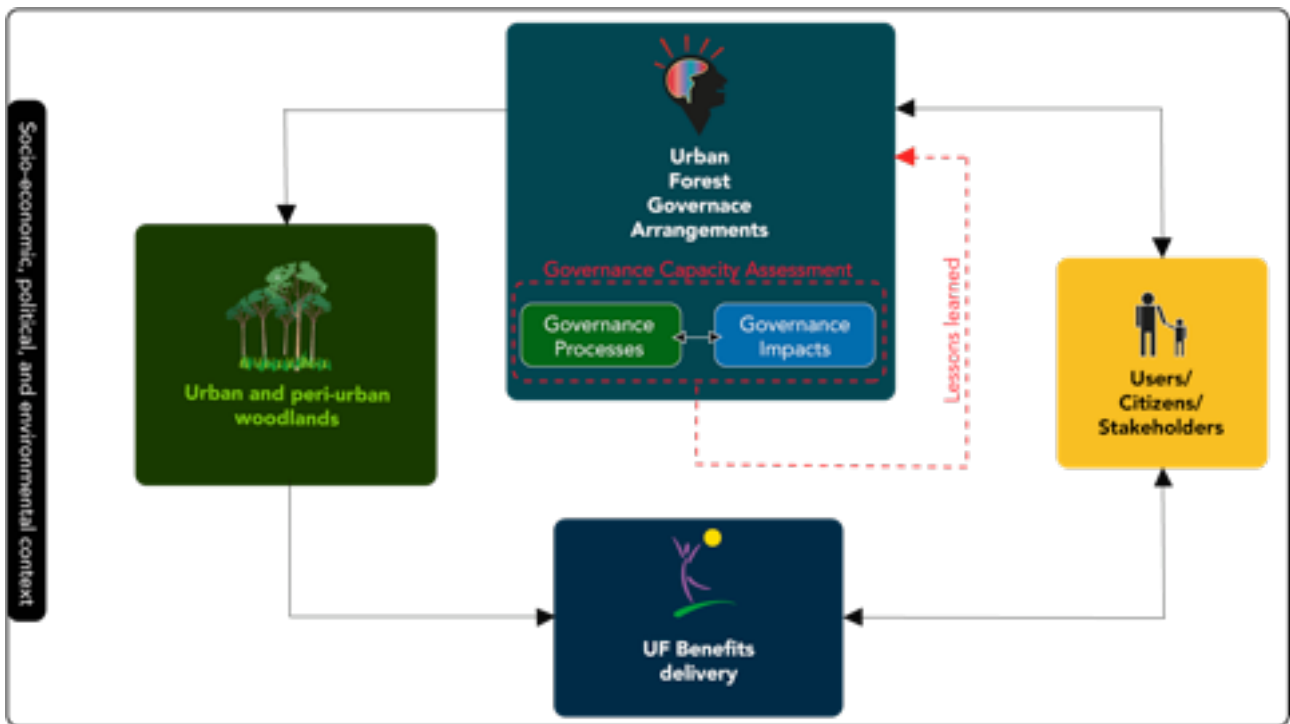 Socio-economic, political, and environmental context
Urban
Forest
Governace
Arrangements
Governance Capacity Assessment
Governance
Processes
Governance
Impacts
Lessons learned
Urban and peri-urban
woodlands
Users/
Citizens/
Stakeholders
UF Benefits
delivery